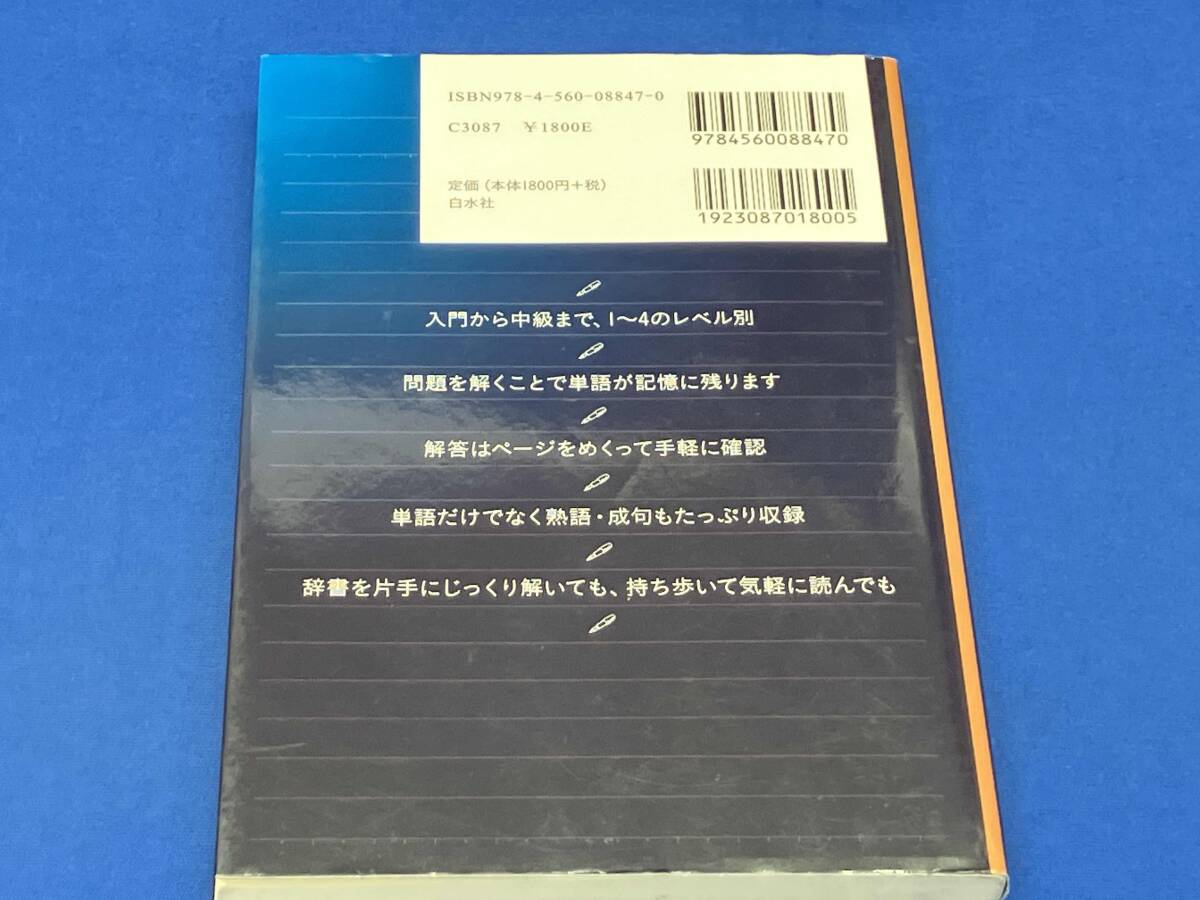 ISBN978-4-560-08847-0
C3087 ¥1800E
9784560088470
定価(本体1800円+税)
白水社
1923087018005
入門から中級まで、1〜4のレベル別
問題を解くことで単語が記憶に残ります
解答はページをめくって手軽に確認
単語だけでなく熟語・成句もたっぷり収録
辞書を片手にじっくり解いても、持ち歩いて気軽に読んでも